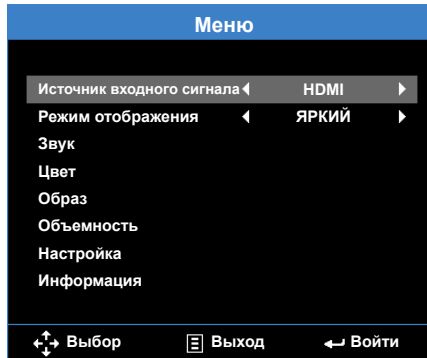 Меню
Источник входного сигнала HDMI
Режим отображения ЯРКИЙ
Звук
Цвет
Образ
Объемность
Настройка
Информация
Выбор Выход Войти